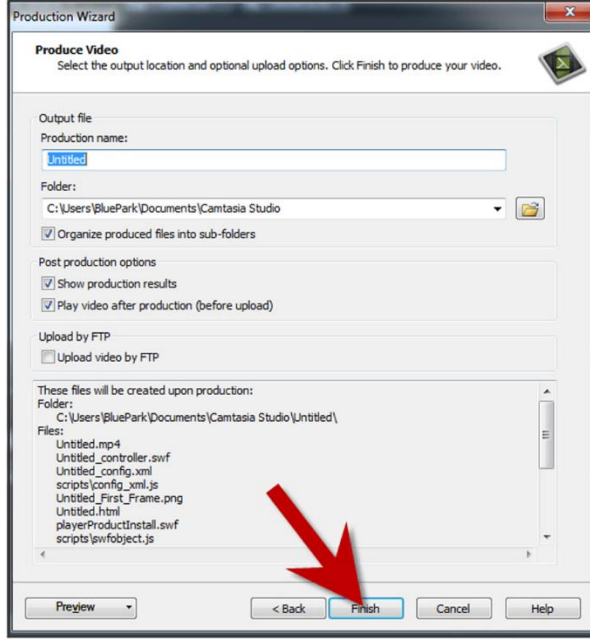 Production Wizard
Produce Video
Select the output location and optional upload options. Click Finish to produce your video.
Output file
Production name:
Untitled
Folder:
C:\Users\BluePark\Documents\Camtasia Studio
Organize produced files into sub-folders
Post production options
Show production results
Play video after production (before upload)
Upload by FTP
Upload video by FTP
These files will be created upon production:
Folder:
C:\Users\BluePark\Documents\Camtasia Studio\Untitled\
Files:
Untitled.mp4
Untitled_controller.swf
Untitled_config.xml
scripts\config_xml.js
Untitled_First_Frame.png
Untitled.html
playerProductInstall.swf
scripts\swfobject.js
Preview
< Back
Finish
Cancel
Help